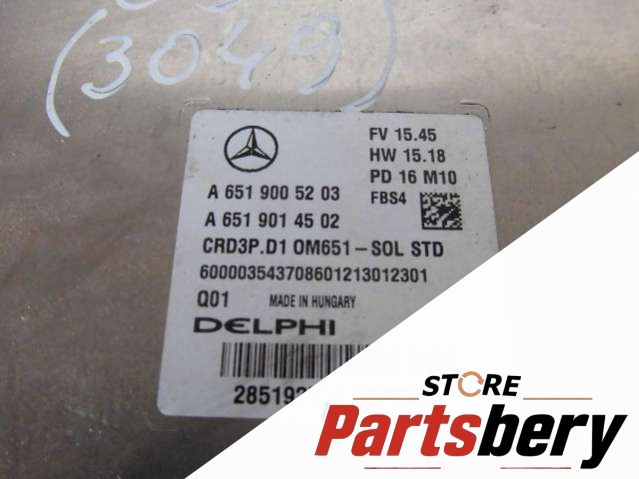 (3049)
FV 15.45
HW 15.18
PD 16 M10
FBS4
A 651 900 52 03
A 651 901 45 02
CRD3P.D1 OM651-SOL STD
600003543708601213012301
Q01 MADE IN HUNGARY
DELPHI
STORE
Partsbery